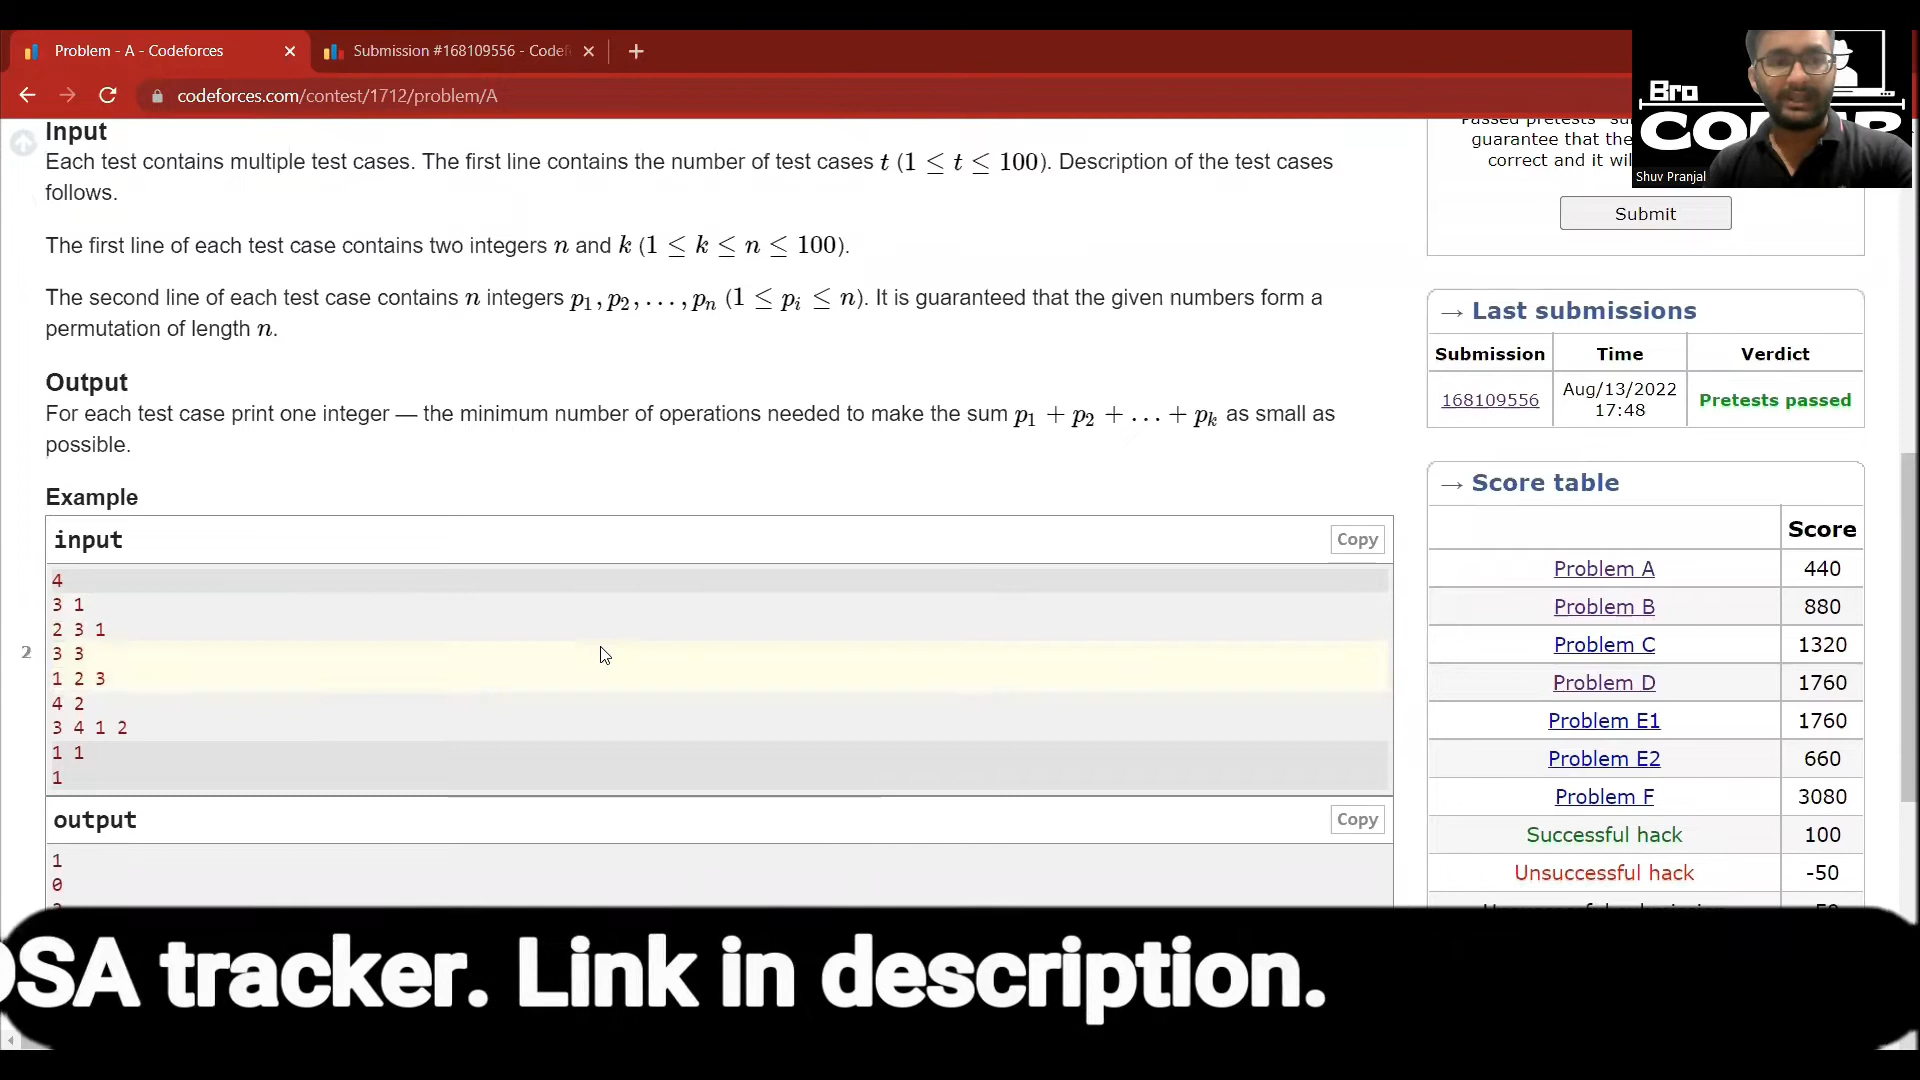 Problem - A - Codeforces
Submission #168109556 - Codef
codeforces.com/contest/1712/problem/A
Bro
Shuv Pranjal
Input
Each test contains multiple test cases. The first line contains the number of test cases t (1 ≤ t ≤ 100). Description of the test cases
follows.
The first line of each test case contains two integers n and k (1 ≤ k ≤ n ≤ 100).
The second line of each test case contains n integers p1, p2, ..., pn (1 ≤ pi ≤ n). It is guaranteed that the given numbers form a
permutation of length n.
Output
For each test case print one integer — the minimum number of operations needed to make the sum p1 + p2 + ... + pk as small as
possible.
Example
input
Copy
4
3 1
2 3 1
2
3 3
1 2 3
4 2
3 4 1 2
1 1
1
output
Copy
1
0
guarantee that the
correct and it wil
Submit
→ Last submissions
Submission Time Verdict
168109556 Aug/13/2022 17:48 Pretests passed
→ Score table
Score
Problem A 440
Problem B 880
Problem C 1320
Problem D 1760
Problem E1 1760
Problem E2 660
Problem F 3080
Successful hack 100
Unsuccessful hack -50
DSA tracker. Link in description.